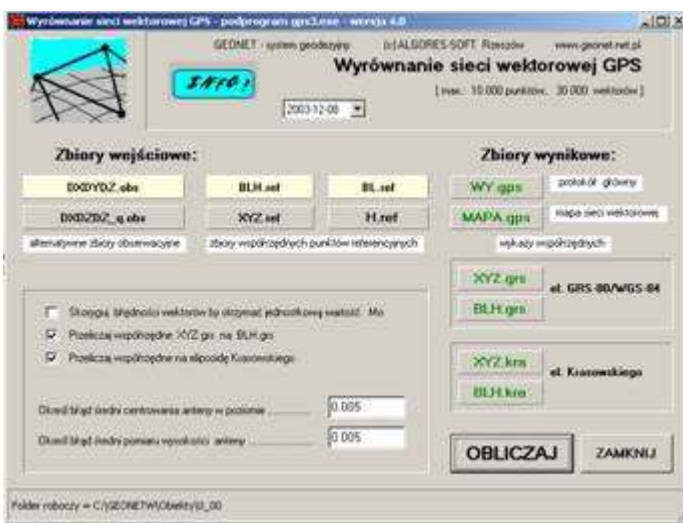 Wyrównanie sieci wektorowej GPS - podprogram gps3.exe - wersja 4.0
GEONET - system geodezyjny (c)ALGORES-SOFT Rzeszów www.geonet.net.pl
Wyrównanie sieci wektorowej GPS
[ max.: 10 000 punktów, 30 000 wektorów ]
INFO!
2003-12-08
Zbiory wejściowe:
Zbiory wynikowe:
DXDYDZ.obs BLH.ref BL.ref
WY.gps protokół główny
DXDZDZ_q.obs XYZ.ref H.ref
MAPA.gps mapa sieci wektorowej
alternatywne zbiory obserwacyjne zbiory współrzędnych punktów referencyjnych
wykazy współrzędnych
XYZ.grs
el. GRS-80/WGS-84
BLH.grs
Skoryguj błędności wektorów by otrzymać jednostkową wartość Mo
Przeliczaj współrzędne XYZ.grs na BLH.grs
Przeliczaj współrzędne na elipsoidę Krasowskiego
XYZ.kra
el. Krasowskiego
BLH.kra
Określ błąd średni centrowania anteny w poziomie 0.005
Określ błąd średni pomiaru wysokości anteny 0.005
OBLICZAJ ZAMKNIJ
Folder roboczy = C:\GEONETW\Obiekty\